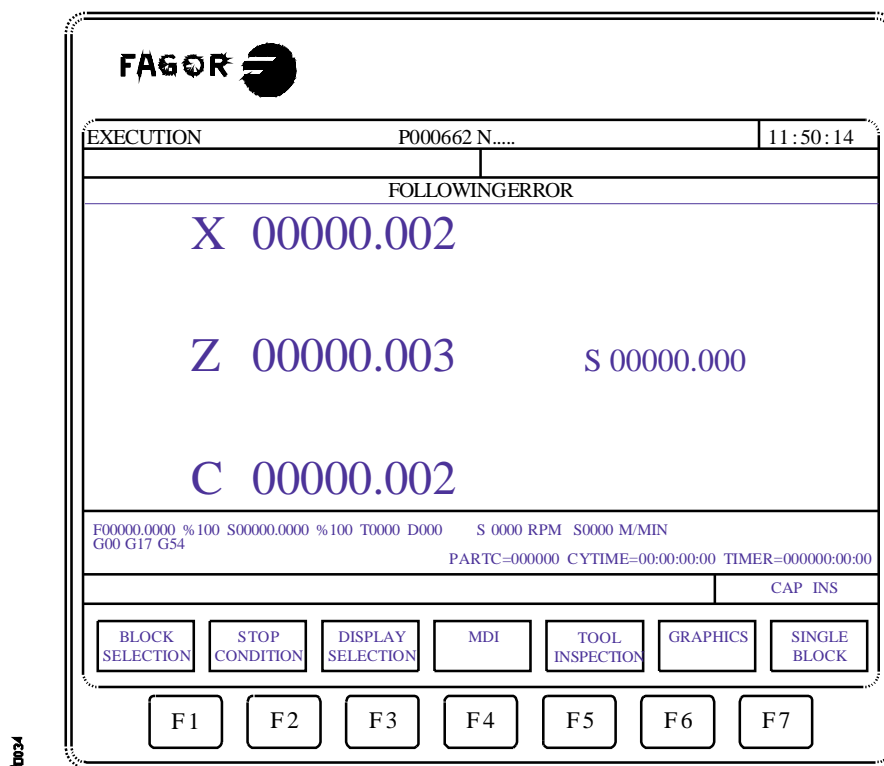 FAGOR
EXECUTION P000662 N..... 11:50:14
FOLLOWINGERROR
X 00000.002
Z 00000.003 S 00000.000
C 00000.002
F00000.0000 %100 S00000.0000 %100 T0000 D000 S 0000 RPM S0000 M/MIN
G00 G17 G54
PARTC=000000 CYTIME=00:00:00:00 TIMER=000000:00:00
CAP INS
BLOCK SELECTION STOP CONDITION DISPLAY SELECTION MDI TOOL INSPECTION GRAPHICS SINGLE BLOCK
F1 F2 F3 F4 F5 F6 F7